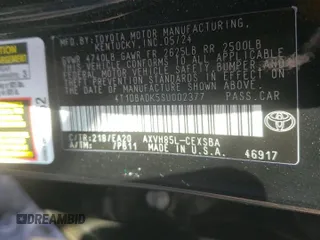 MFD BY: TOYOTA MOTOR MANUFACTURING,
KENTUCKY, INC. 05/24
GVWR 4740LB GAWR FR 2625LB RR 2500LB
THIS VEHICLE CONFORMS TO ALL APPLICABLE
FEDERAL MOTOR VEHICLE SAFETY, BUMPER, AND
THEFT PREVENTION STANDARDS IN EFFECT ON
THE DATE OF MANUFACTURE SHOWN ABOVE.
PASS. CAR
C/TR: 218/EA20 AXVH85L-CEXSBA
A/TM: MADE IN U.S.A.
TOYOTA
46917